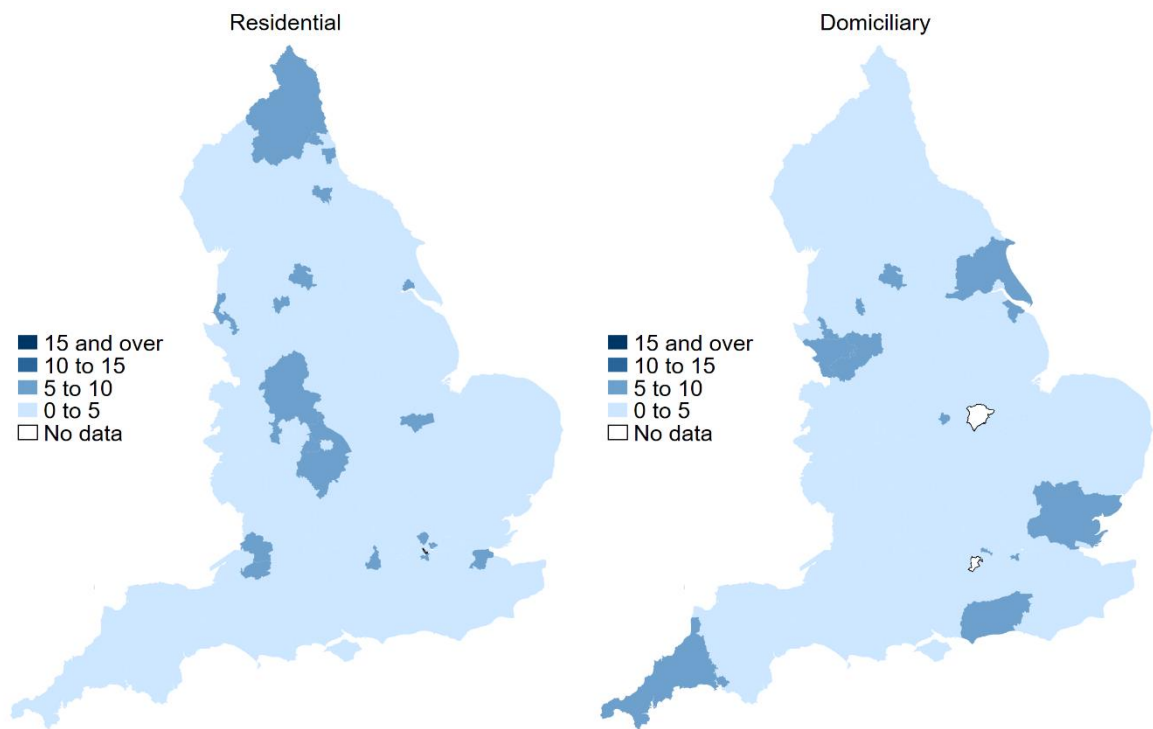 Residential
15 and over
10 to 15
5 to 10
0 to 5
No data
Domiciliary
15 and over
10 to 15
5 to 10
0 to 5
No data